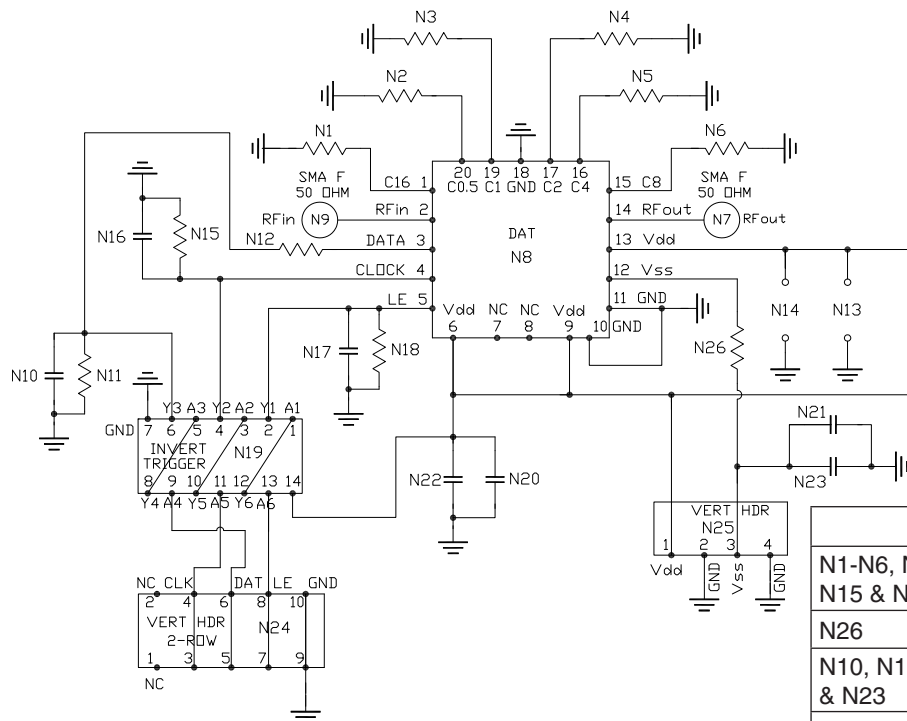 N3
N4
N2
N5
N1
N6
SMA F
50 OHM
SMA F
50 OHM
20 19 18 17 16
C0.5 C1 GND C2 C4
C16 1
15 C8
RFin N9 RFin 2
14 RFout N7 RFout
N16 N15 N12 DATA 3
DAT
N8
13 Vdd
CLOCK 4
12 Vss
LE 5
11 GND
Vdd NC NC Vdd
6 7 8 9 10 GND
N14 N13
N17 N18
N26
N10 N11
Y3 A3 Y2 A2 Y1 A1
GND 7 6 5 4 3 2 1
INVERT
TRIGGER N19
8 9 10 11 12 13 14
Y4 A4 Y5 A5 Y6 A6
N22 N20
N21
N23
VERT HDR
N25
1 2 3 4
Vdd GND Vss GND
NC CLK DAT LE GND
2 4 6 8 10
VERT HDR
2-ROW N24
1 3 5 7 9
NC
N1-N6, N
N15 & N
N26
N10, N1
& N23